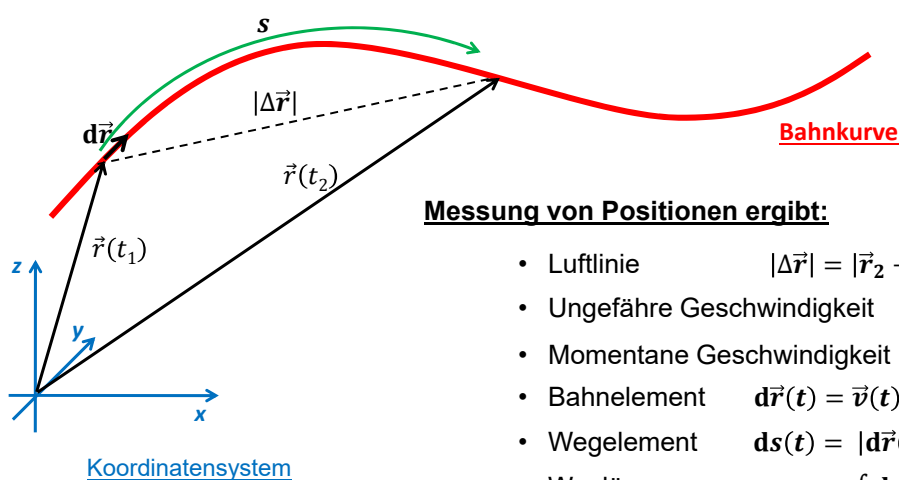 s
|Δr⃗|
dr⃗
Bahnkurve
r⃗(t₂)
Messung von Positionen ergibt:
r⃗(t₁)
• Luftlinie |Δr⃗| = |r⃗₂
z
• Ungefähre Geschwindigkeit
y
• Momentane Geschwindigkeit
• Bahnelement dr⃗(t) = v⃗(t)
x
• Wegelement ds(t) = |dr⃗
Koordinatensystem